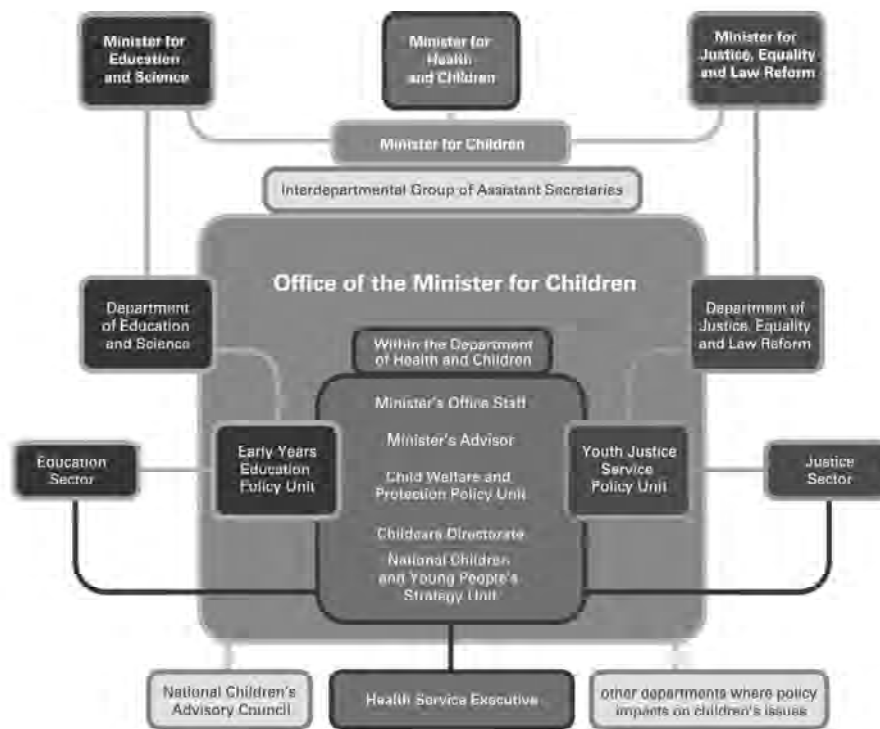 Minister for
Education
and Science
Minister for
Health
and Children
Minister for
Justice, Equality
and Law Reform
Minister for Children
Interdepartmental Group of Assistant Secretaries
Office of the Minister for Children
Department
of Education
and Science
Department of
Justice, Equality
and Law Reform
Within the Department
of Health and Children
Minister's Office Staff
Minister's Advisor
Child Welfare and
Protection Policy Unit
Childcare Directorate
National Children
and Young People's
Strategy Unit
Education
Sector
Early Years
Education
Policy Unit
Youth Justice
Service
Policy Unit
Justice
Sector
National Children's
Advisory Council
Health Service Executive
other departments where policy
impacts on children's issues